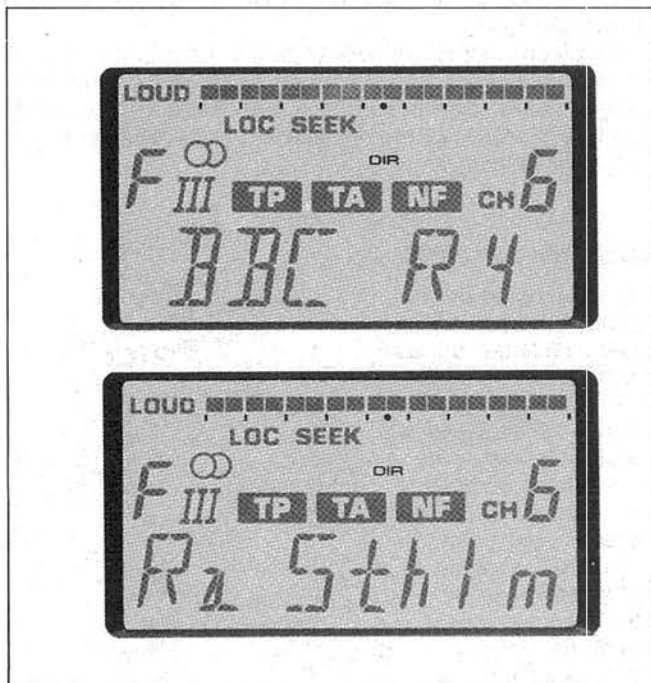 LOUD
LOC SEEK
DIR
F III TP TA NF CH 6
BBC R4
LOUD
LOC SEEK
DIR
F III TP TA NF CH 6
R2 Sthlm